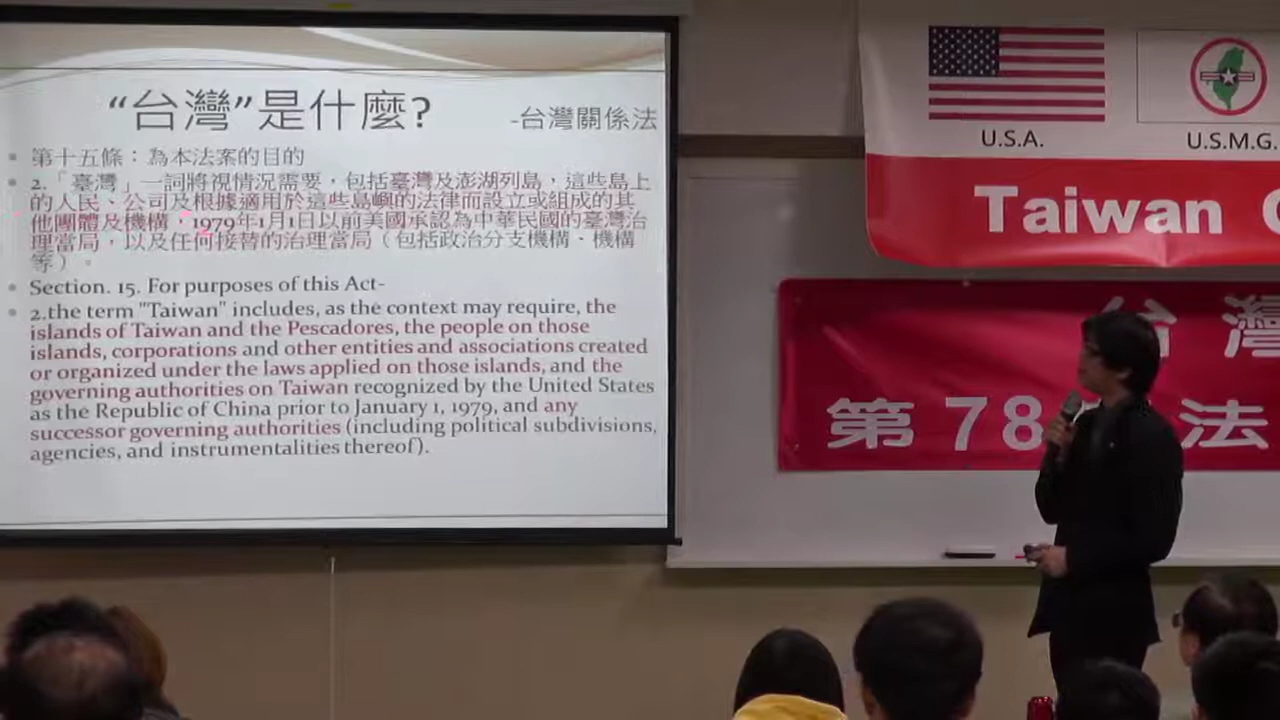 “台灣”是什麼?
-台灣關係法
第十五條：為本法案的目的
2.「臺灣」一詞將視情況需要，包括臺灣及澎湖列島，這些島上
的人民、公司及根據適用於這些島嶼的法律而設立或組成的其
他團體及機構，1979年1月1日以前美國承認為中華民國的臺灣治
理當局，以及任何接替的治理當局（包括政治分支機構、機構
等）。
Section. 15. For purposes of this Act-
2.the term "Taiwan" includes, as the context may require, the
islands of Taiwan and the Pescadores, the people on those
islands, corporations and other entities and associations created
or organized under the laws applied on those islands, and the
governing authorities on Taiwan recognized by the United States
as the Republic of China prior to January 1, 1979, and any
successor governing authorities (including political subdivisions,
agencies, and instrumentalities thereof).
U.S.A.
U.S.M.G.
Taiwan
台灣
第 78 法